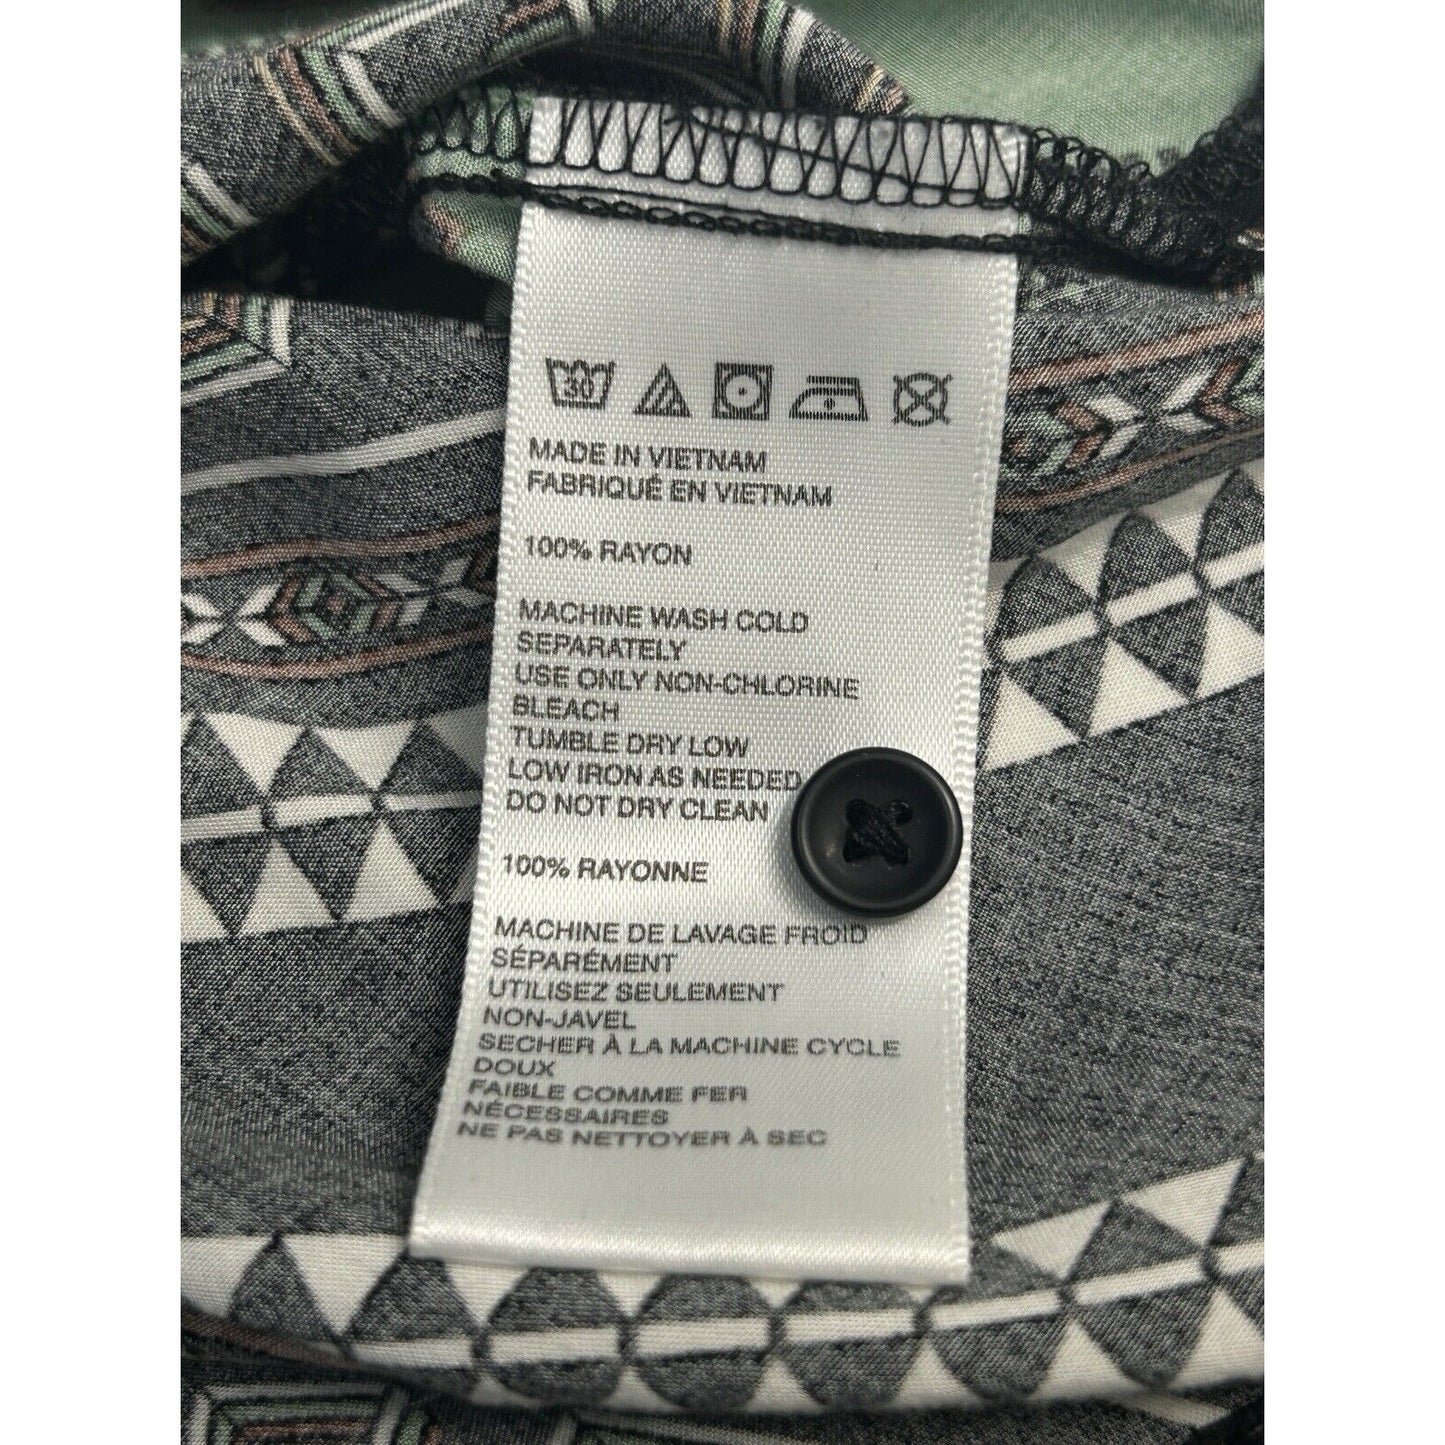 30
MADE IN VIETNAM
FABRIQUÉ EN VIETNAM
100% RAYON
MACHINE WASH COLD
SEPARATELY
USE ONLY NON-CHLORINE
BLEACH
TUMBLE DRY LOW
LOW IRON AS NEEDED
DO NOT DRY CLEAN
100% RAYONNE
MACHINE DE LAVAGE FROID
SÉPARÉMENT
UTILISEZ SEULEMENT
NON-JAVEL
SECHER À LA MACHINE CYCLE
DOUX
FAIBLE COMME FER
NÉCESSAIRES
NE PAS NETTOYER À SEC